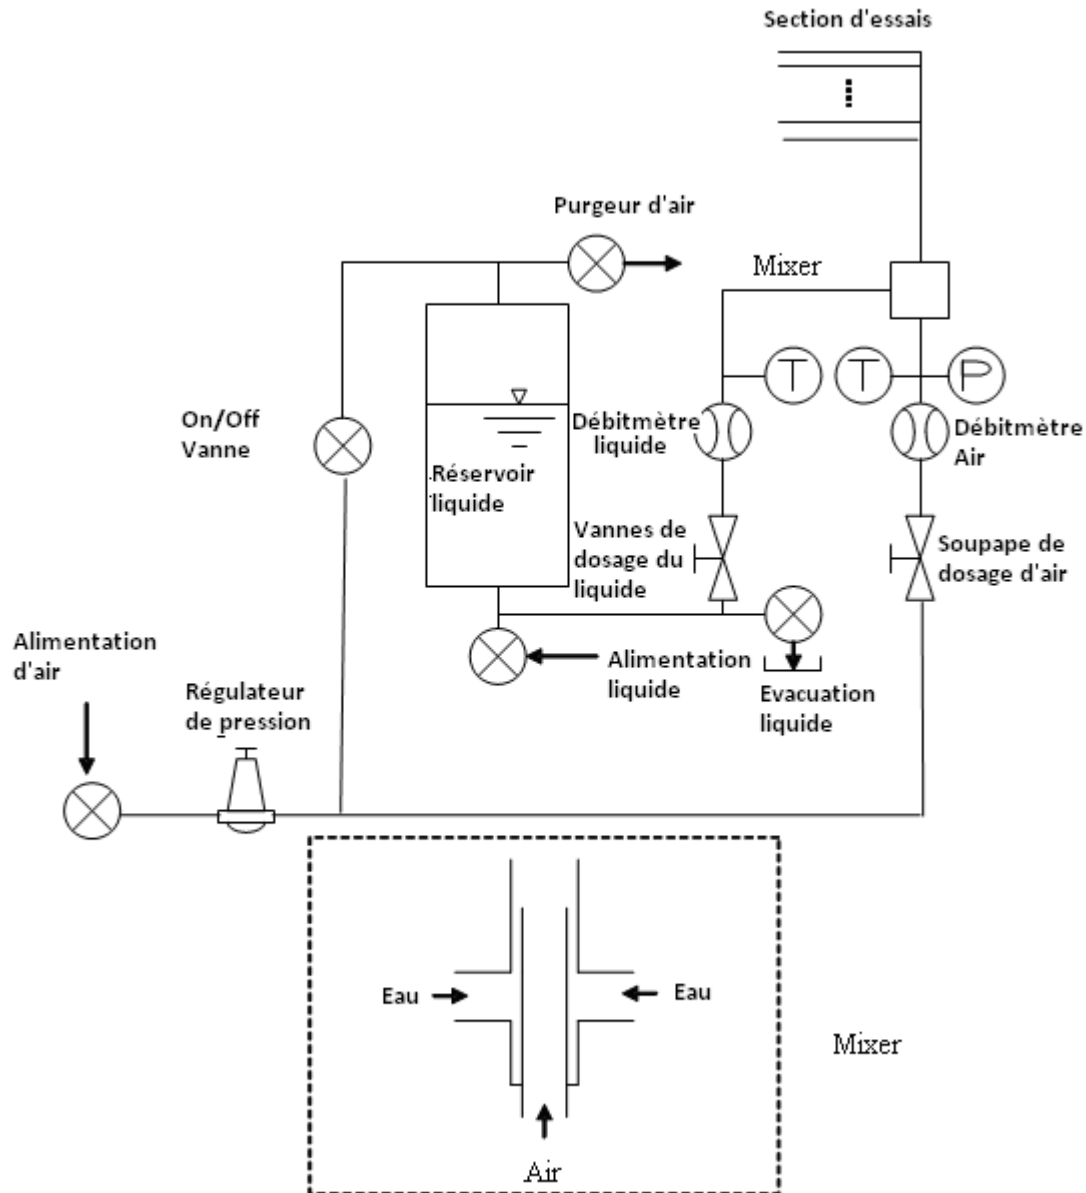 Section d'essais
Purgeur d'air
Mixer
T
T
P
On/Off
Vanne
Débitmètre
liquide
Débitmètre
Air
Réservoir
liquide
Vannes de
dosage du
liquide
Soupape de
dosage d'air
Alimentation
d'air
Régulateur
de pression
Alimentation
liquide
Evacuation
liquide
Eau
Eau
Mixer
Air